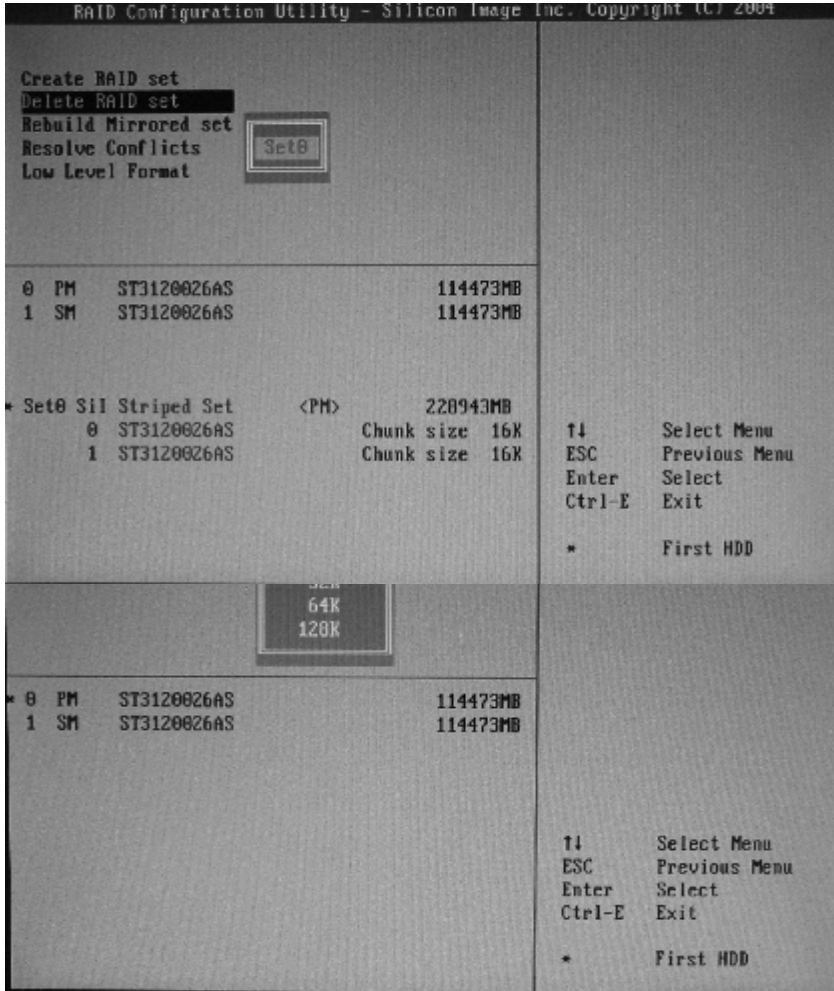 RAID Configuration Utility - Silicon Image Inc. Copyright (C) 2004
Create RAID set
Delete RAID set
Rebuild Mirrored set
Resolve Conflicts
Low Level Format
Set0
0 PM ST3120026AS 114473MB
1 SM ST3120026AS 114473MB
* Set0 SiI Striped Set <PM> 228943MB
0 ST3120026AS Chunk size 16K
1 ST3120026AS Chunk size 16K
↑↓ Select Menu
ESC Previous Menu
Enter Select
Ctrl-E Exit
* First HDD
64K
128K
* 0 PM ST3120026AS 114473MB
1 SM ST3120026AS 114473MB
↑↓ Select Menu
ESC Previous Menu
Enter Select
Ctrl-E Exit
* First HDD